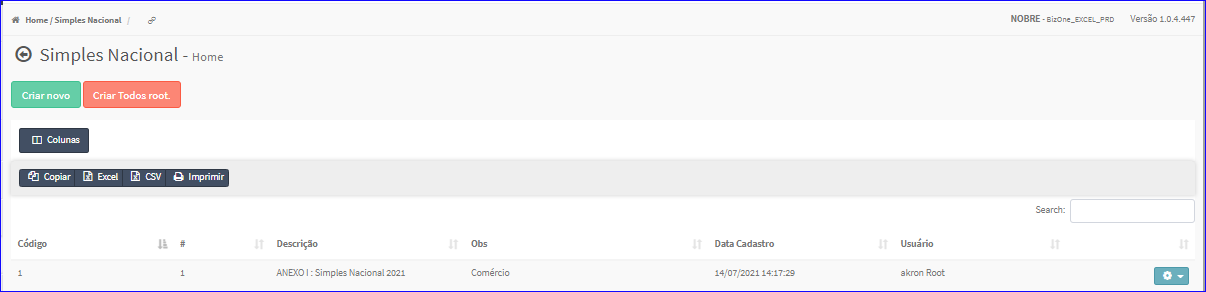 Home / Simples Nacional /
NOBRE - BizOne_EXCEL_PRD Versão 1.0.4.447
Simples Nacional - Home
Criar novo Criar Todos root.
Colunas
Copiar Excel CSV Imprimir
Search:
Código # Descrição Obs Data Cadastro Usuário
1 1 ANEXO I : Simples Nacional 2021 Comércio 14/07/2021 14:17:29 akron Root